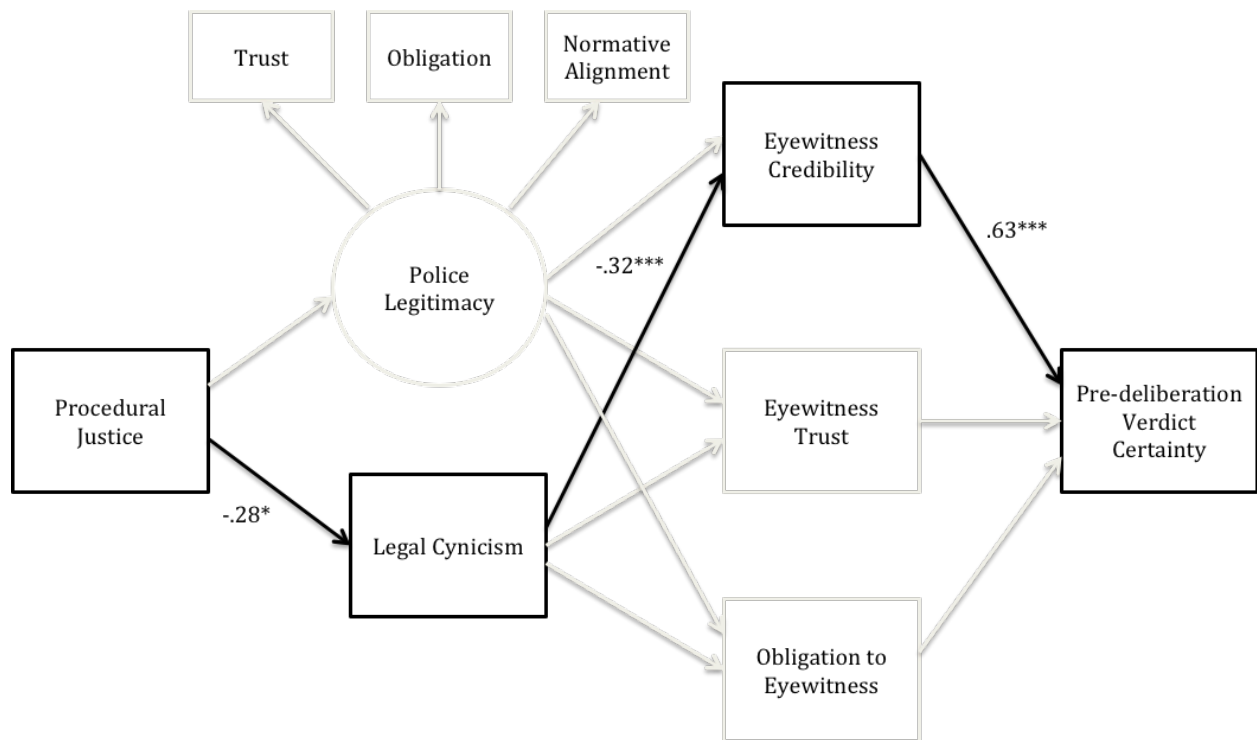 Trust
Obligation
Normative
Alignment
Eyewitness
Credibility
.63***
-.32***
Police
Legitimacy
Procedural
Justice
Eyewitness
Trust
Pre-deliberation
Verdict
Certainty
-.28*
Legal Cynicism
Obligation to
Eyewitness